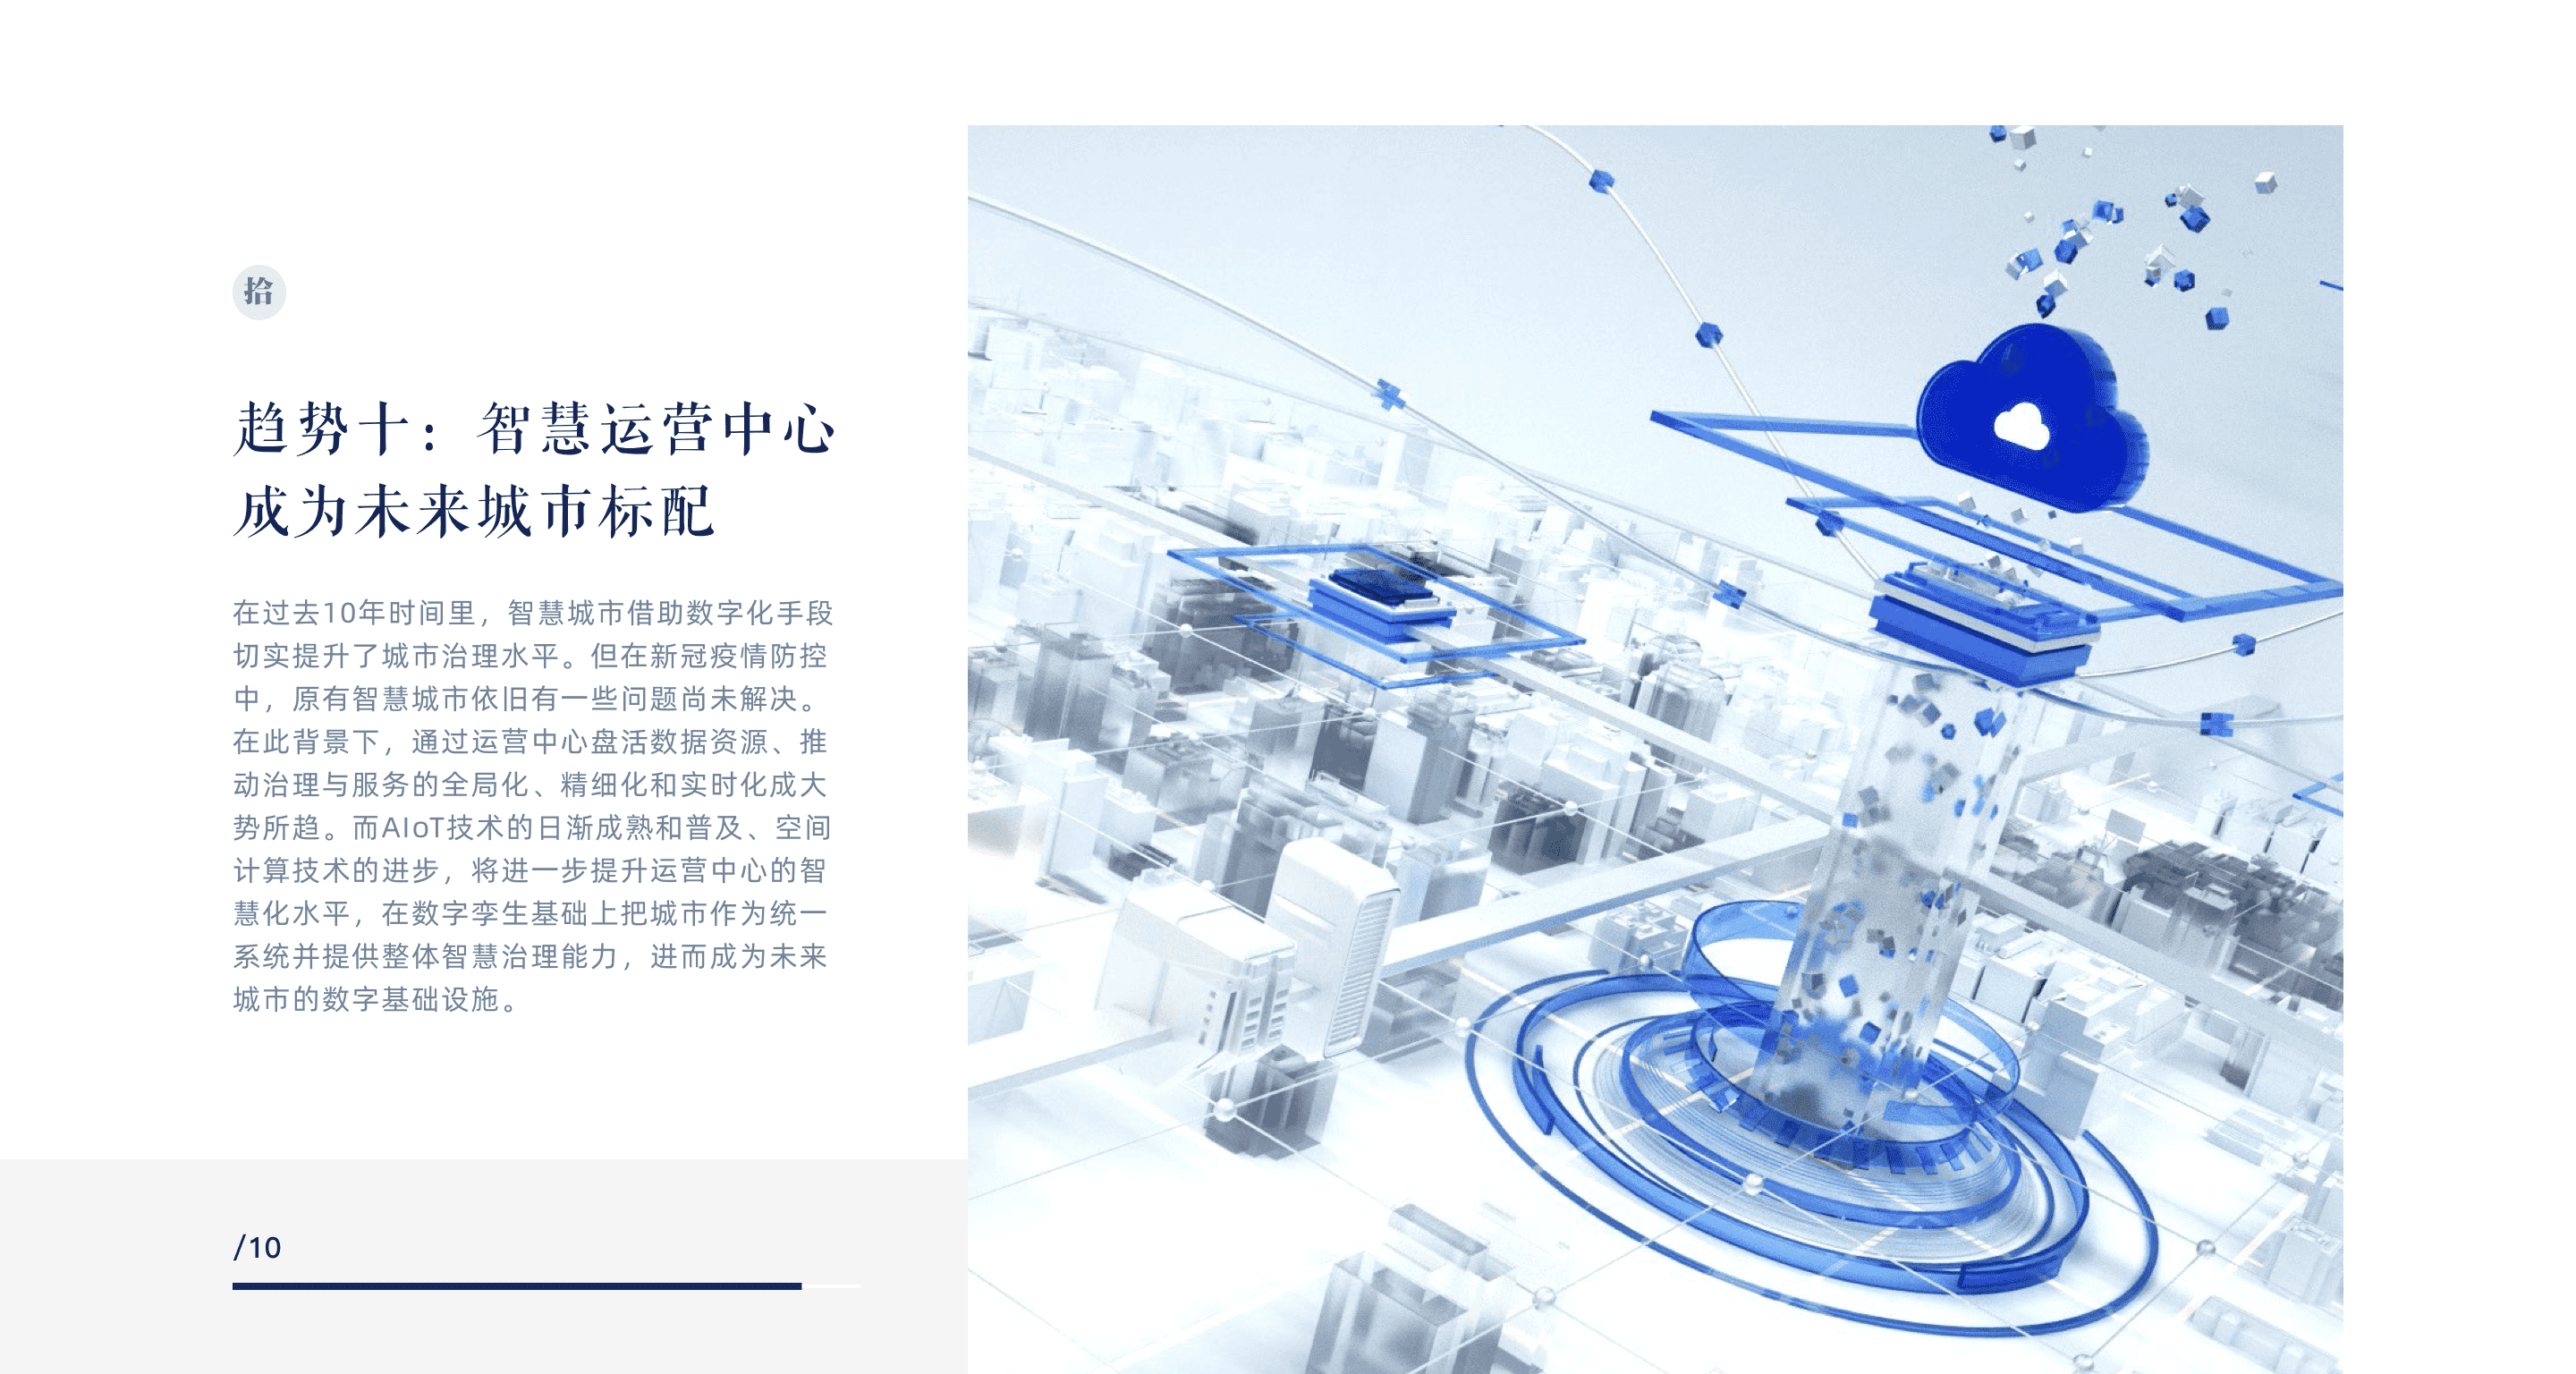 拾
趋势十：智慧运营中心
成为未来城市标配
在过去10年时间里，智慧城市借助数字化手段
切实提升了城市治理水平。但在新冠疫情防控
中，原有智慧城市依旧有一些问题尚未解决。
在此背景下，通过运营中心盘活数据资源、推
动治理与服务的全局化、精细化和实时化成大
势所趋。而AIoT技术的日渐成熟和普及、空间
计算技术的进步，将进一步提升运营中心的智
慧化水平，在数字孪生基础上把城市作为统一
系统并提供整体智慧治理能力，进而成为未来
城市的数字基础设施。
/10